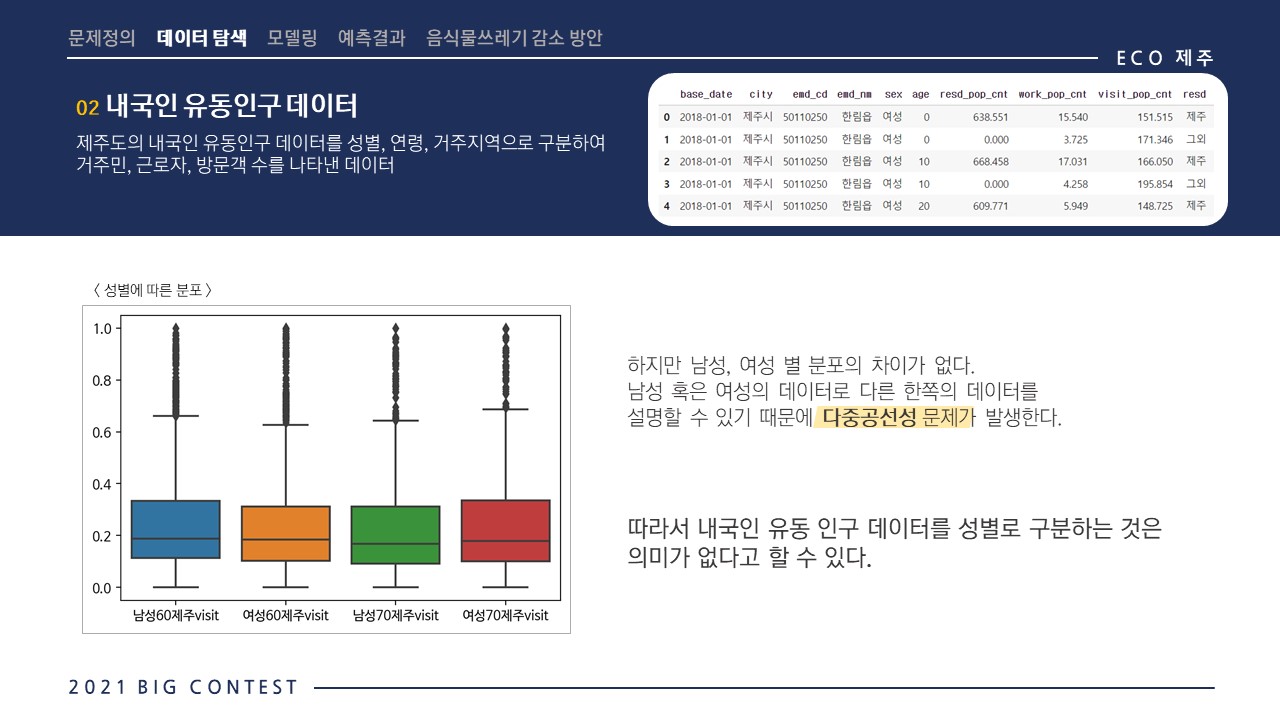 문제정의 데이터 탐색 모델링 예측결과 음식물쓰레기 감소 방안
ECO 제주
02 내국인 유동인구 데이터
제주도의 내국인 유동인구 데이터를 성별, 연령, 거주지역으로 구분하여
거주민, 근로자, 방문객 수를 나타낸 데이터
base_date city emd_cd emd_nm sex age resd_pop_cnt work_pop_cnt visit_pop_cnt resd
0 2018-01-01 제주시 50110250 한림읍 여성 0 638.551 15.540 151.515 제주
1 2018-01-01 제주시 50110250 한림읍 여성 0 0.000 3.725 171.346 그외
2 2018-01-01 제주시 50110250 한림읍 여성 10 668.458 17.031 166.050 제주
3 2018-01-01 제주시 50110250 한림읍 여성 10 0.000 4.258 195.854 그외
4 2018-01-01 제주시 50110250 한림읍 여성 20 609.771 5.949 148.725 제주
〈 성별에 따른 분포 〉
1.0
0.8
0.6
0.4
0.2
0.0
남성60제주visit 여성60제주visit 남성70제주visit 여성70제주visit
하지만 남성, 여성 별 분포의 차이가 없다.
남성 혹은 여성의 데이터로 다른 한쪽의 데이터를
설명할 수 있기 때문에 다중공선성 문제가 발생한다.
따라서 내국인 유동 인구 데이터를 성별로 구분하는 것은
의미가 없다고 할 수 있다.
2021 BIG CONTEST